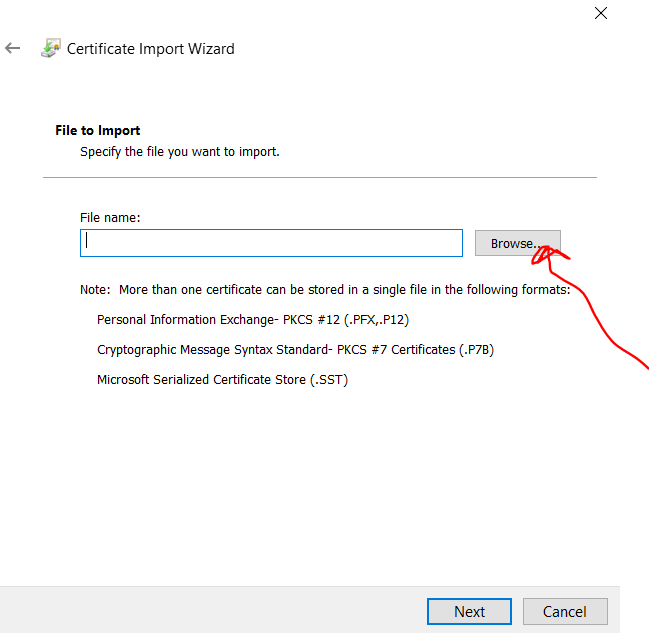 Certificate Import Wizard
File to Import
Specify the file you want to import.
File name:
Browse...
Note:  More than one certificate can be stored in a single file in the following formats:
Personal Information Exchange- PKCS #12 (.PFX,.P12)
Cryptographic Message Syntax Standard- PKCS #7 Certificates (.P7B)
Microsoft Serialized Certificate Store (.SST)
Next
Cancel